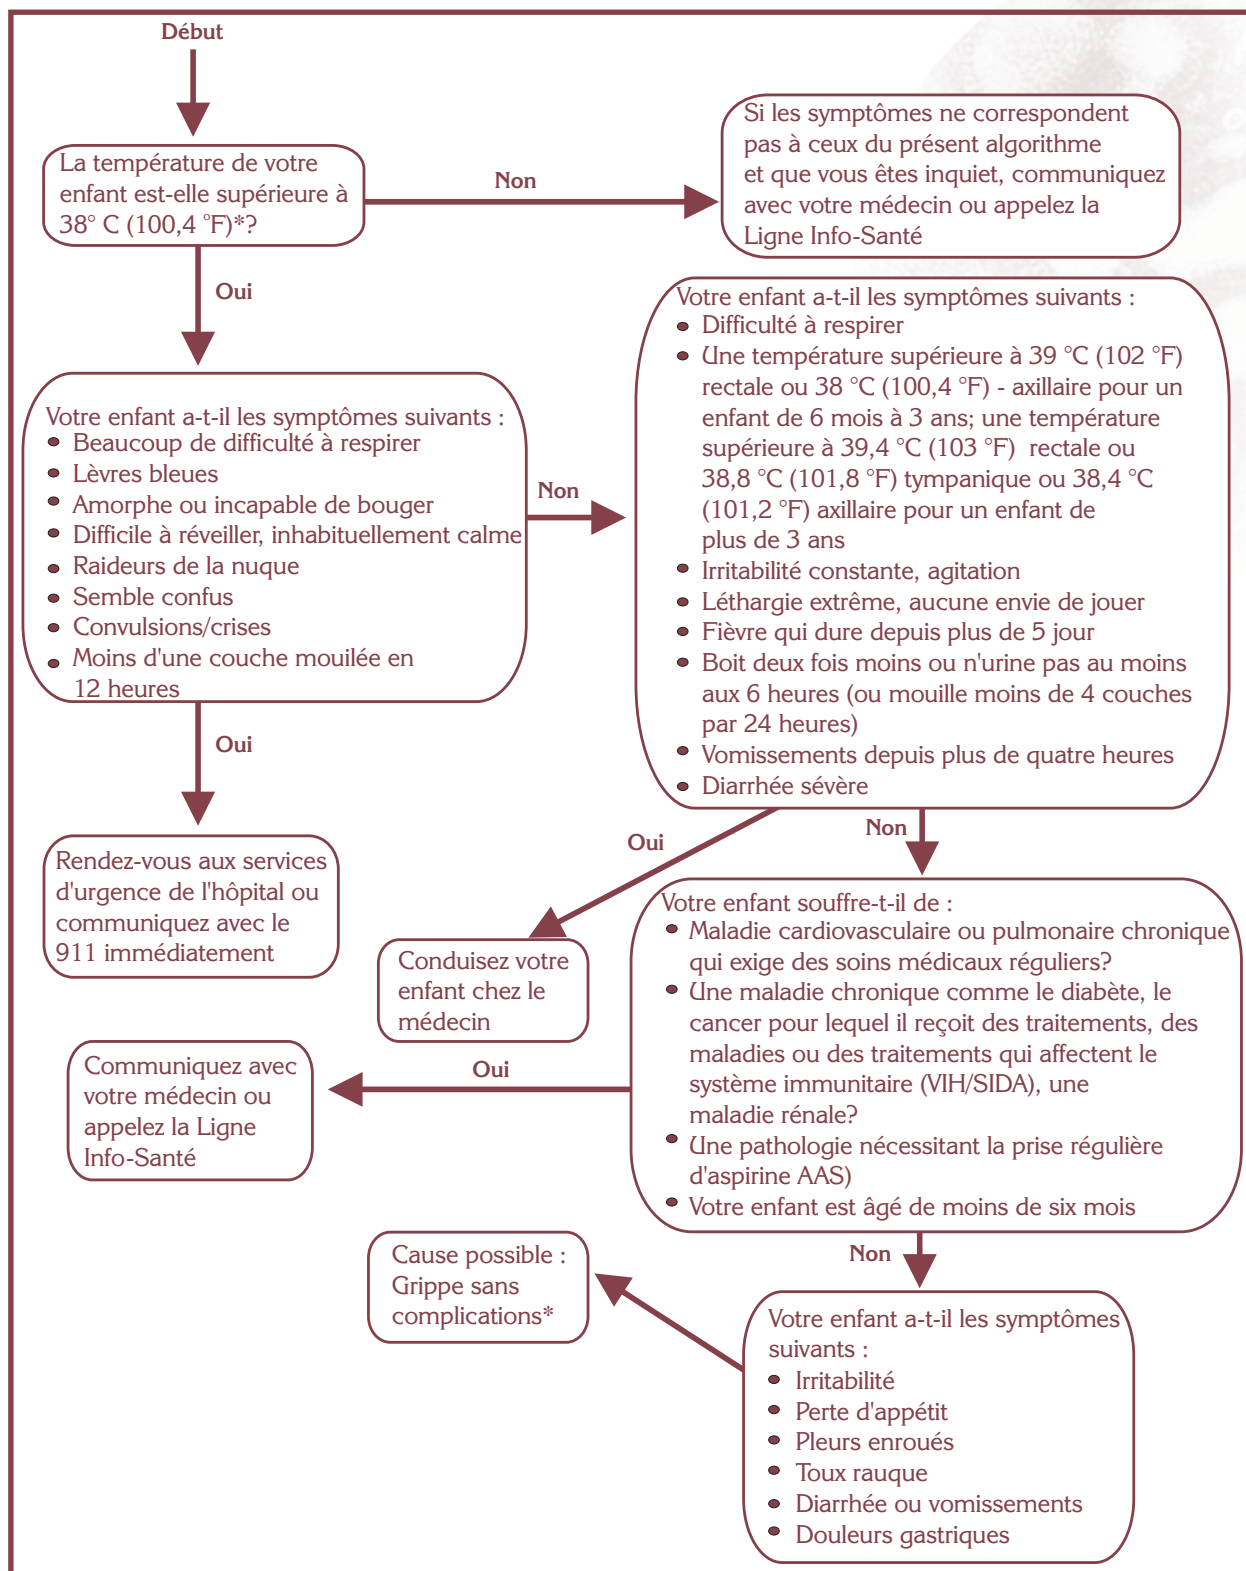 Début
La température de votre
enfant est-elle supérieure à
38° C (100,4 °F)*?
Non
Si les symptômes ne correspondent
pas à ceux du présent algorithme
et que vous êtes inquiet, communiquez
avec votre médecin ou appelez la
Ligne Info-Santé
Oui
Votre enfant a-t-il les symptômes suivants :
• Beaucoup de difficulté à respirer
• Lèvres bleues
• Amorphe ou incapable de bouger
• Difficile à réveiller, inhabituellement calme
• Raideurs de la nuque
• Semble confus
• Convulsions/crises
• Moins d'une couche mouilée en
12 heures
Non
Votre enfant a-t-il les symptômes suivants :
• Difficulté à respirer
• Une température supérieure à 39 °C (102 °F)
rectale ou 38 °C (100,4 °F) - axillaire pour un
enfant de 6 mois à 3 ans; une température
supérieure à 39,4 °C (103 °F) rectale ou
38,8 °C (101,8 °F) tympanique ou 38,4 °C
(101,2 °F) axillaire pour un enfant de
plus de 3 ans
• Irritabilité constante, agitation
• Léthargie extrême, aucune envie de jouer
• Fièvre qui dure depuis plus de 5 jour
• Boit deux fois moins ou n'urine pas au moins
aux 6 heures (ou mouille moins de 4 couches
par 24 heures)
• Vomissements depuis plus de quatre heures
• Diarrhée sévère
Oui
Rendez-vous aux services
d'urgence de l'hôpital ou
communiquez avec le
911 immédiatement
Oui
Conduisez votre
enfant chez le
médecin
Non
Votre enfant souffre-t-il de :
• Maladie cardiovasculaire ou pulmonaire chronique
qui exige des soins médicaux réguliers?
• Une maladie chronique comme le diabète, le
cancer pour lequel il reçoit des traitements, des
maladies ou des traitements qui affectent le
système immunitaire (VIH/SIDA), une
maladie rénale?
• Une pathologie nécessitant la prise régulière
d'aspirine AAS)
• Votre enfant est âgé de moins de six mois
Oui
Communiquez avec
votre médecin ou
appelez la Ligne
Info-Santé
Non
Votre enfant a-t-il les symptômes
suivants :
• Irritabilité
• Perte d'appétit
• Pleurs enroués
• Toux rauque
• Diarrhée ou vomissements
• Douleurs gastriques
Cause possible :
Grippe sans
complications*